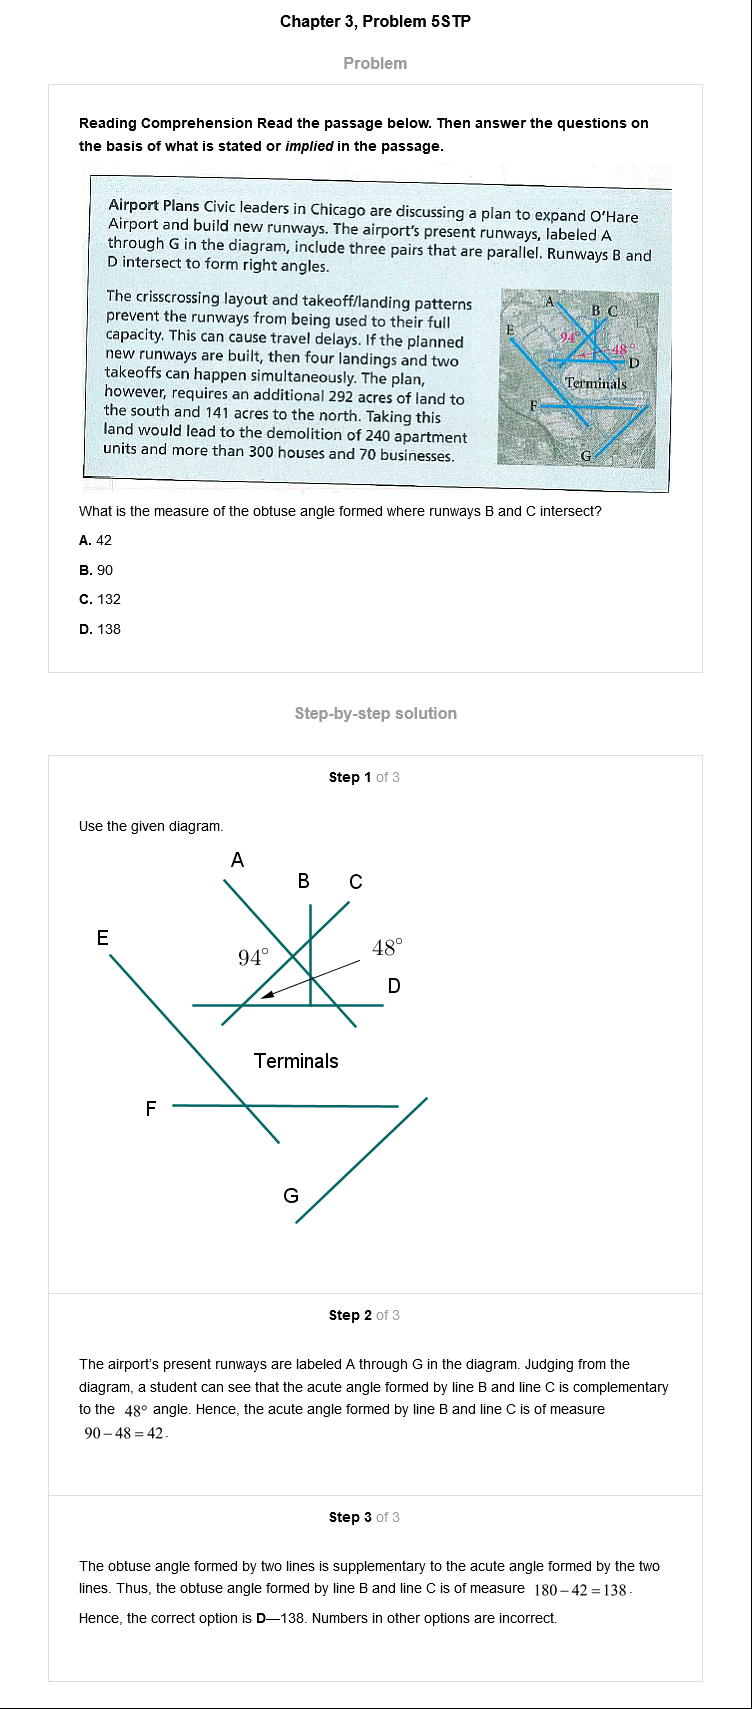 Chapter 3, Problem 5STP
Problem
Reading Comprehension Read the passage below. Then answer the questions on
the basis of what is stated or implied in the passage.
Airport Plans Civic leaders in Chicago are discussing a plan to expand O'Hare
Airport and build new runways. The airport's present runways, labeled A
through G in the diagram, include three pairs that are parallel. Runways B and
D intersect to form right angles.
The crisscrossing layout and takeoff/landing patterns
prevent the runways from being used to their full
capacity. This can cause travel delays. If the planned
new runways are built, then four landings and two
takeoffs can happen simultaneously. The plan,
however, requires an additional 292 acres of land to
the south and 141 acres to the north. Taking this
land would lead to the demolition of 240 apartment
units and more than 300 houses and 70 businesses.
A
B C
E
94°
48°
D
Terminals
F
G
What is the measure of the obtuse angle formed where runways B and C intersect?
A. 42
B. 90
C. 132
D. 138
Step-by-step solution
Step 1 of 3
Use the given diagram.
A
B C
E
94°
48°
D
Terminals
F
G
Step 2 of 3
The airport's present runways are labeled A through G in the diagram. Judging from the
diagram, a student can see that the acute angle formed by line B and line C is complementary
to the 48° angle. Hence, the acute angle formed by line B and line C is of measure
90 – 48 = 42.
Step 3 of 3
The obtuse angle formed by two lines is supplementary to the acute angle formed by the two
lines. Thus, the obtuse angle formed by line B and line C is of measure 180 – 42 = 138.
Hence, the correct option is D—138. Numbers in other options are incorrect.